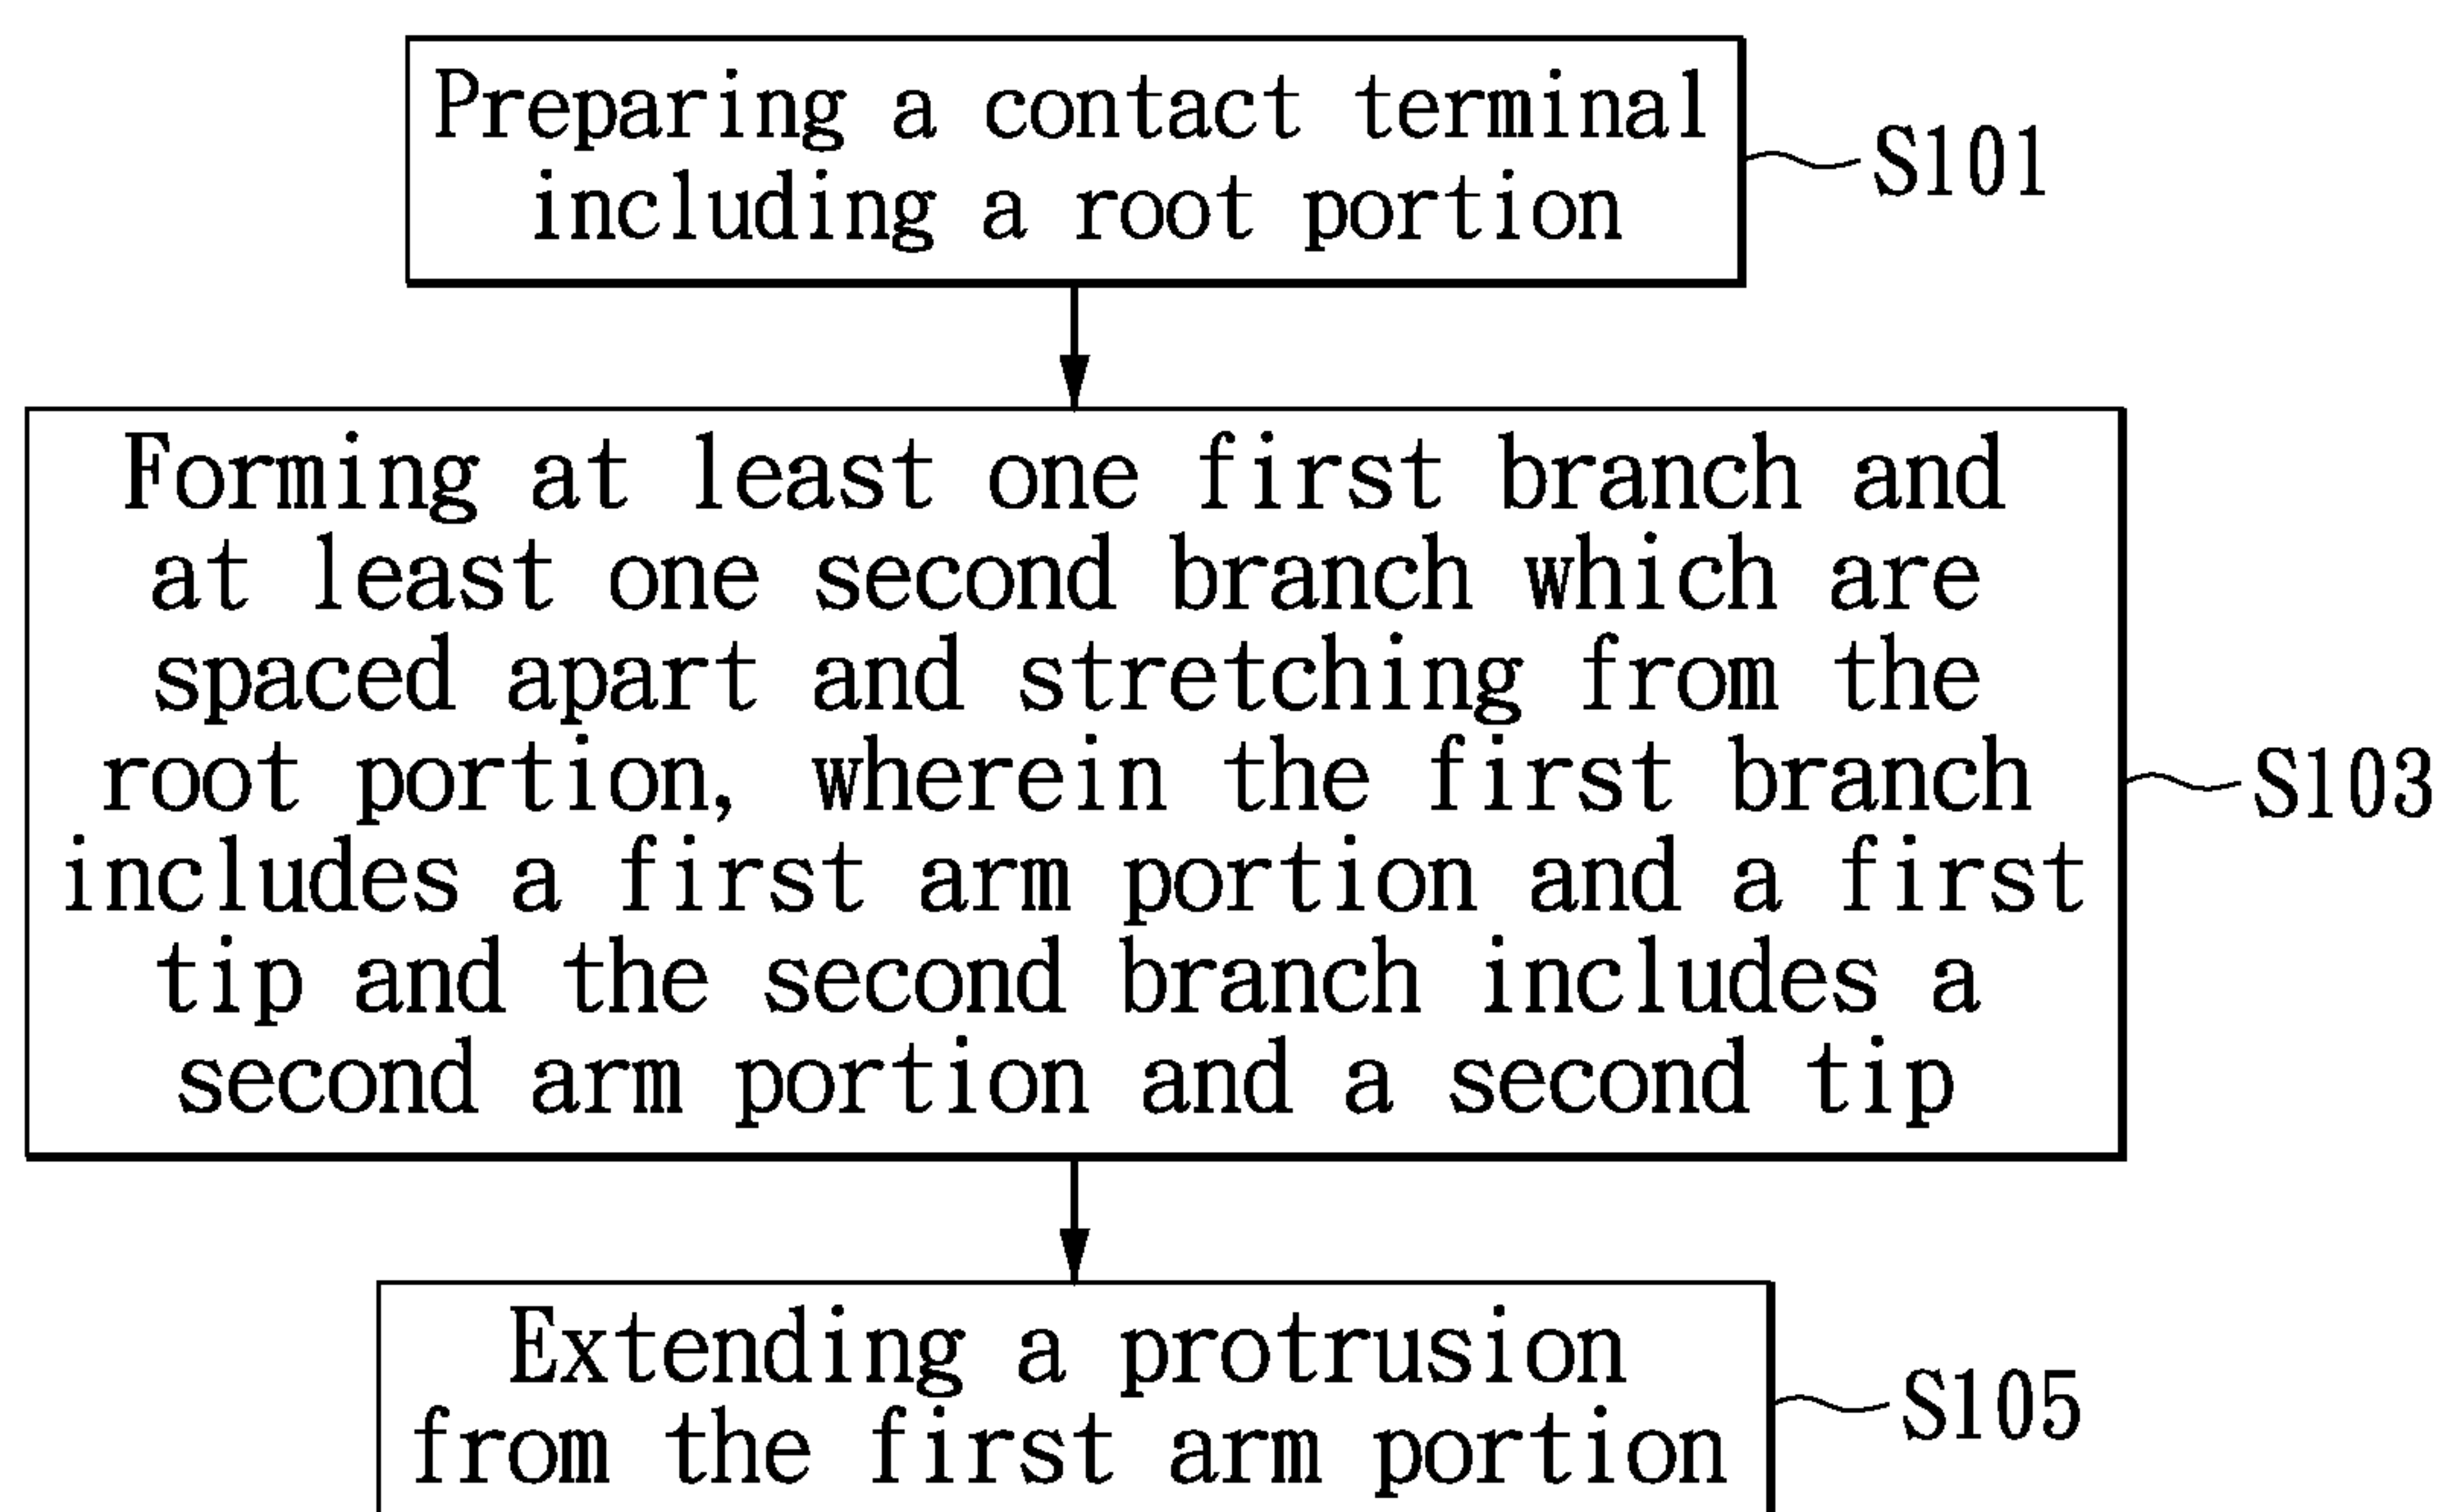 Preparing a contact terminal
including a root portion
S101
Forming at least one first branch and
at least one second branch which are
spaced apart and stretching from the
root portion, wherein the first branch
includes a first arm portion and a first
tip and the second branch includes a
second arm portion and a second tip
S103
Extending a protrusion
from the first arm portion
S105